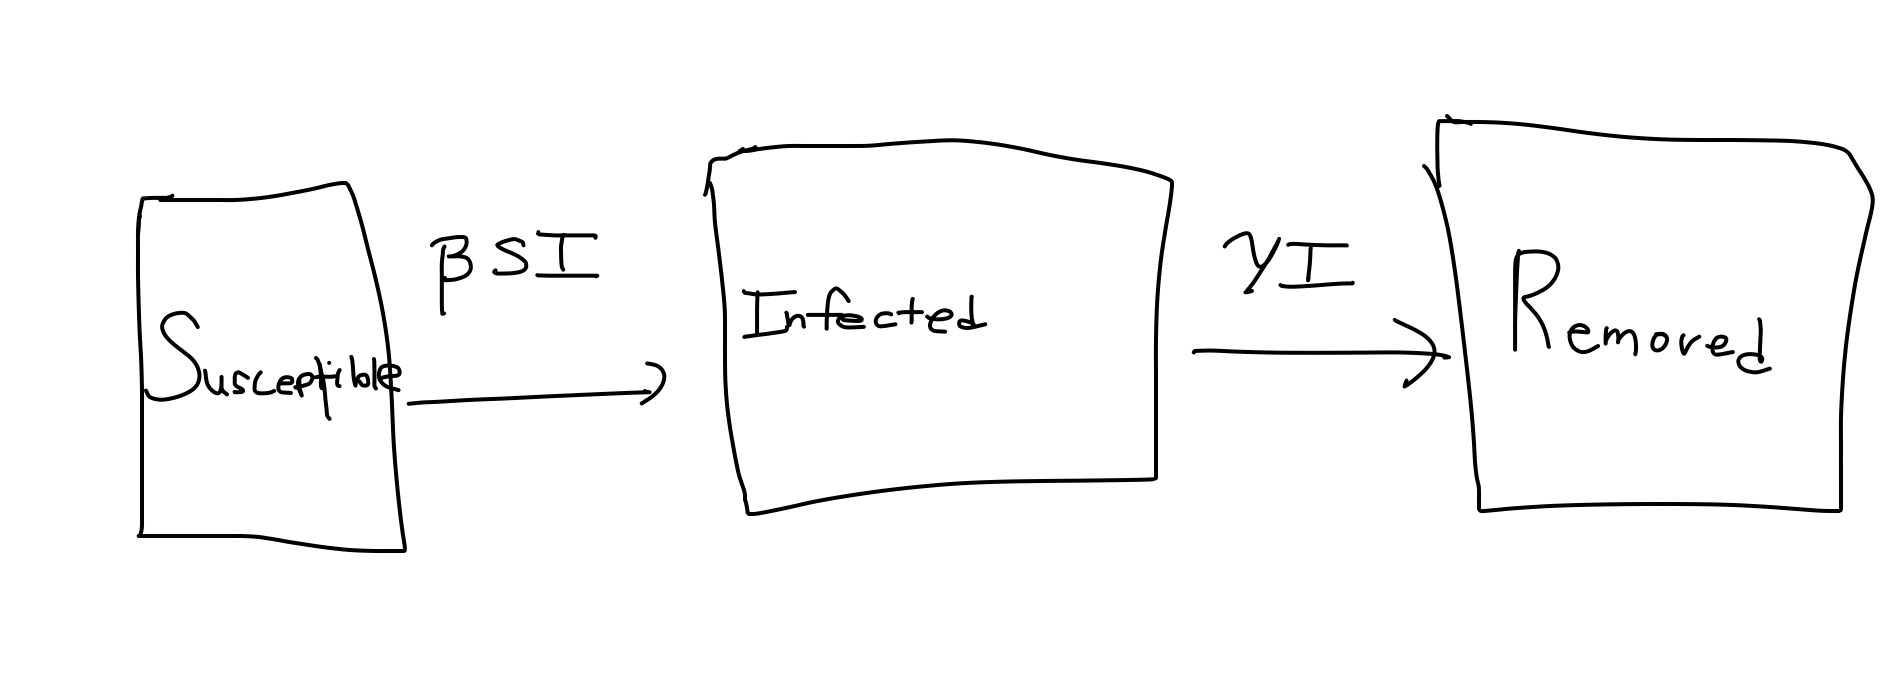 Susceptible
βSI
Infected
γI
Removed